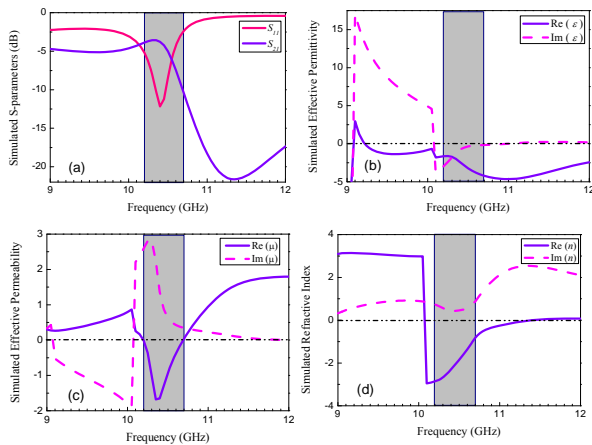 Simulated S-parameters (dB)
0
-5
-10
-15
-20
S11
S21
(a)
9 10 11 12
Frequency (GHz)
Simulated Effective Permittivity
15
10
5
0
-5
Re ( ε )
Im ( ε )
(b)
9 10 11 12
Frequency (GHz)
Simulated Effective Permeability
3
2
1
0
-1
-2
Re (μ)
Im (μ)
(c)
9 10 11 12
Frequency (GHz)
Simulated Refractive Index
4
2
0
-2
-4
Re (n)
Im (n)
(d)
9 10 11 12
Frequency (GHz)